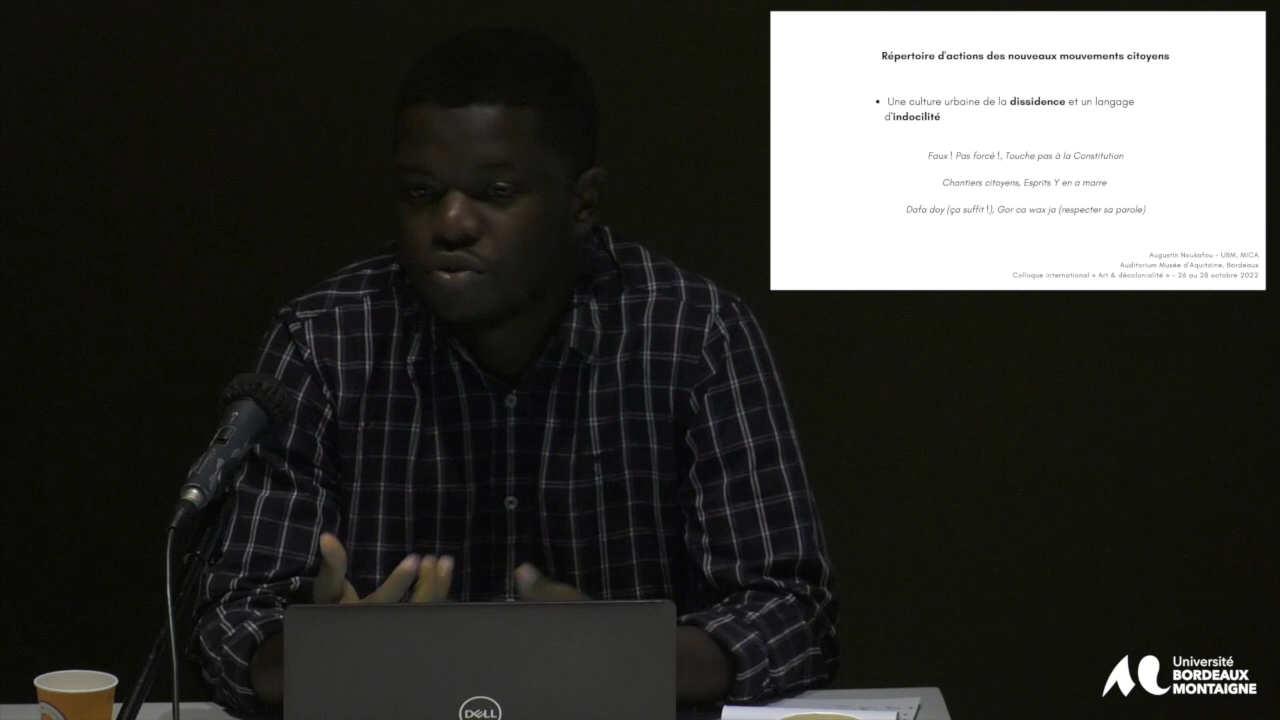 Répertoire d'actions des nouveaux mouvements citoyens
• Une culture urbaine de la dissidence et un langage
d'indocilité
Faux ! Pas forcé !, Touche pas à la Constitution
Chantiers citoyens, Esprits Y en a marre
Dafa doy (ça suffit !), Gor ca wax ja (respecter sa parole)
Augustin Noukafou - UBM, MICA
Auditorium Musée d'Aquitaine, Bordeaux
Colloque international « Art & décolonialité » - 26 au 28 octobre 2022
DELL
Université
BORDEAUX
MONTAIGNE